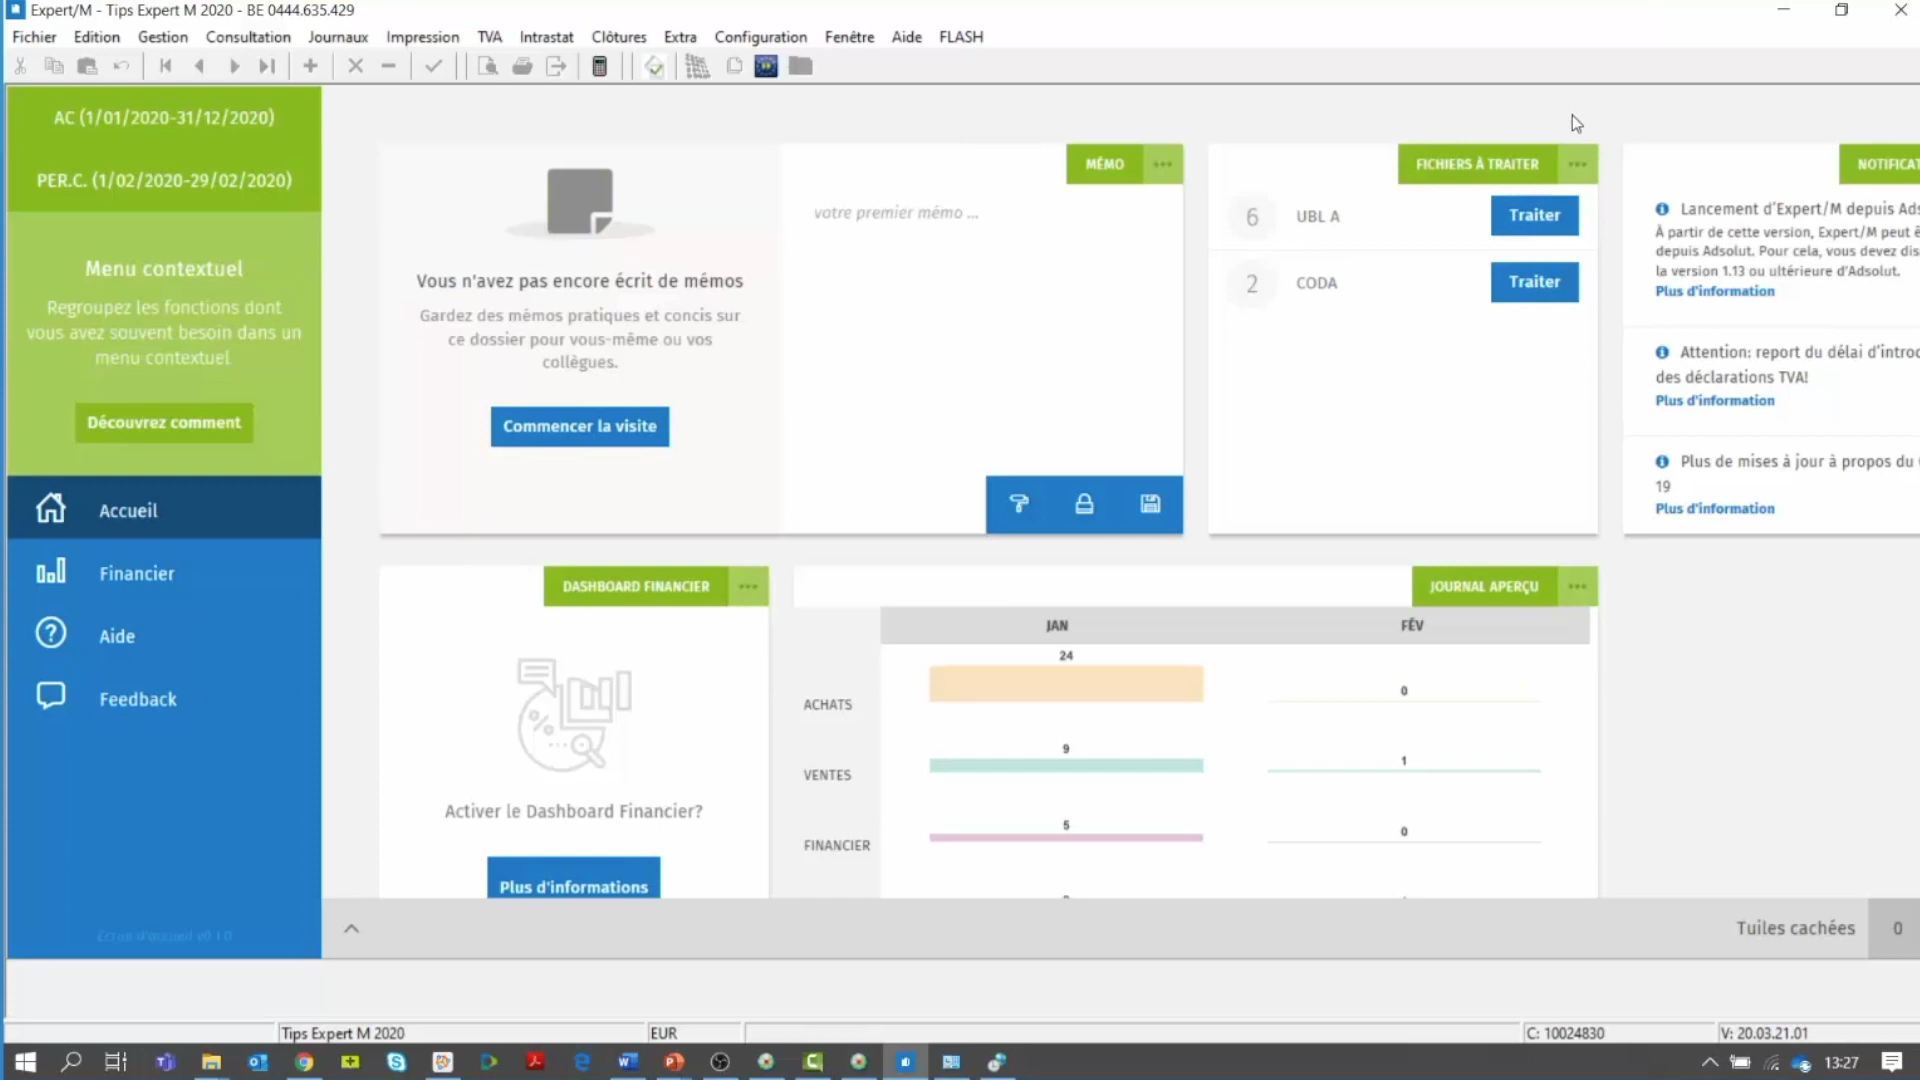 Expert/M - Tips Expert M 2020 - BE 0444.635.429
Fichier Edition Gestion Consultation Journaux Impression TVA Intrastat Clôtures Extra Configuration Fenêtre Aide FLASH
AC (1/01/2020-31/12/2020)
PER.C. (1/02/2020-29/02/2020)
Menu contextuel
Regroupez les fonctions dont
vous avez souvent besoin dans un
menu contextuel
Découvrez comment
Accueil
Financier
Aide
Feedback
Écran d'accueil v0.1.0
MÉMO
votre premier mémo ...
Vous n'avez pas encore écrit de mémos
Gardez des mémos pratiques et concis sur
ce dossier pour vous-même ou vos
collègues.
Commencer la visite
FICHIERS À TRAITER
6 UBL A Traiter
2 CODA Traiter
NOTIFICAT
Lancement d'Expert/M depuis Ads
À partir de cette version, Expert/M peut ê
depuis Adsolut. Pour cela, vous devez dis
la version 1.13 ou ultérieure d'Adsolut.
Plus d'information
Attention: report du délai d'introd
des déclarations TVA!
Plus d'information
Plus de mises à jour à propos du
19
Plus d'information
DASHBOARD FINANCIER
Activer le Dashboard Financier?
Plus d'informations
JOURNAL APERÇU
JAN FÉV
24
0
ACHATS
9
1
VENTES
5
0
FINANCIER
Tuiles cachées 0
Tips Expert M 2020 EUR C: 10024830 V: 20.03.21.01
13:27